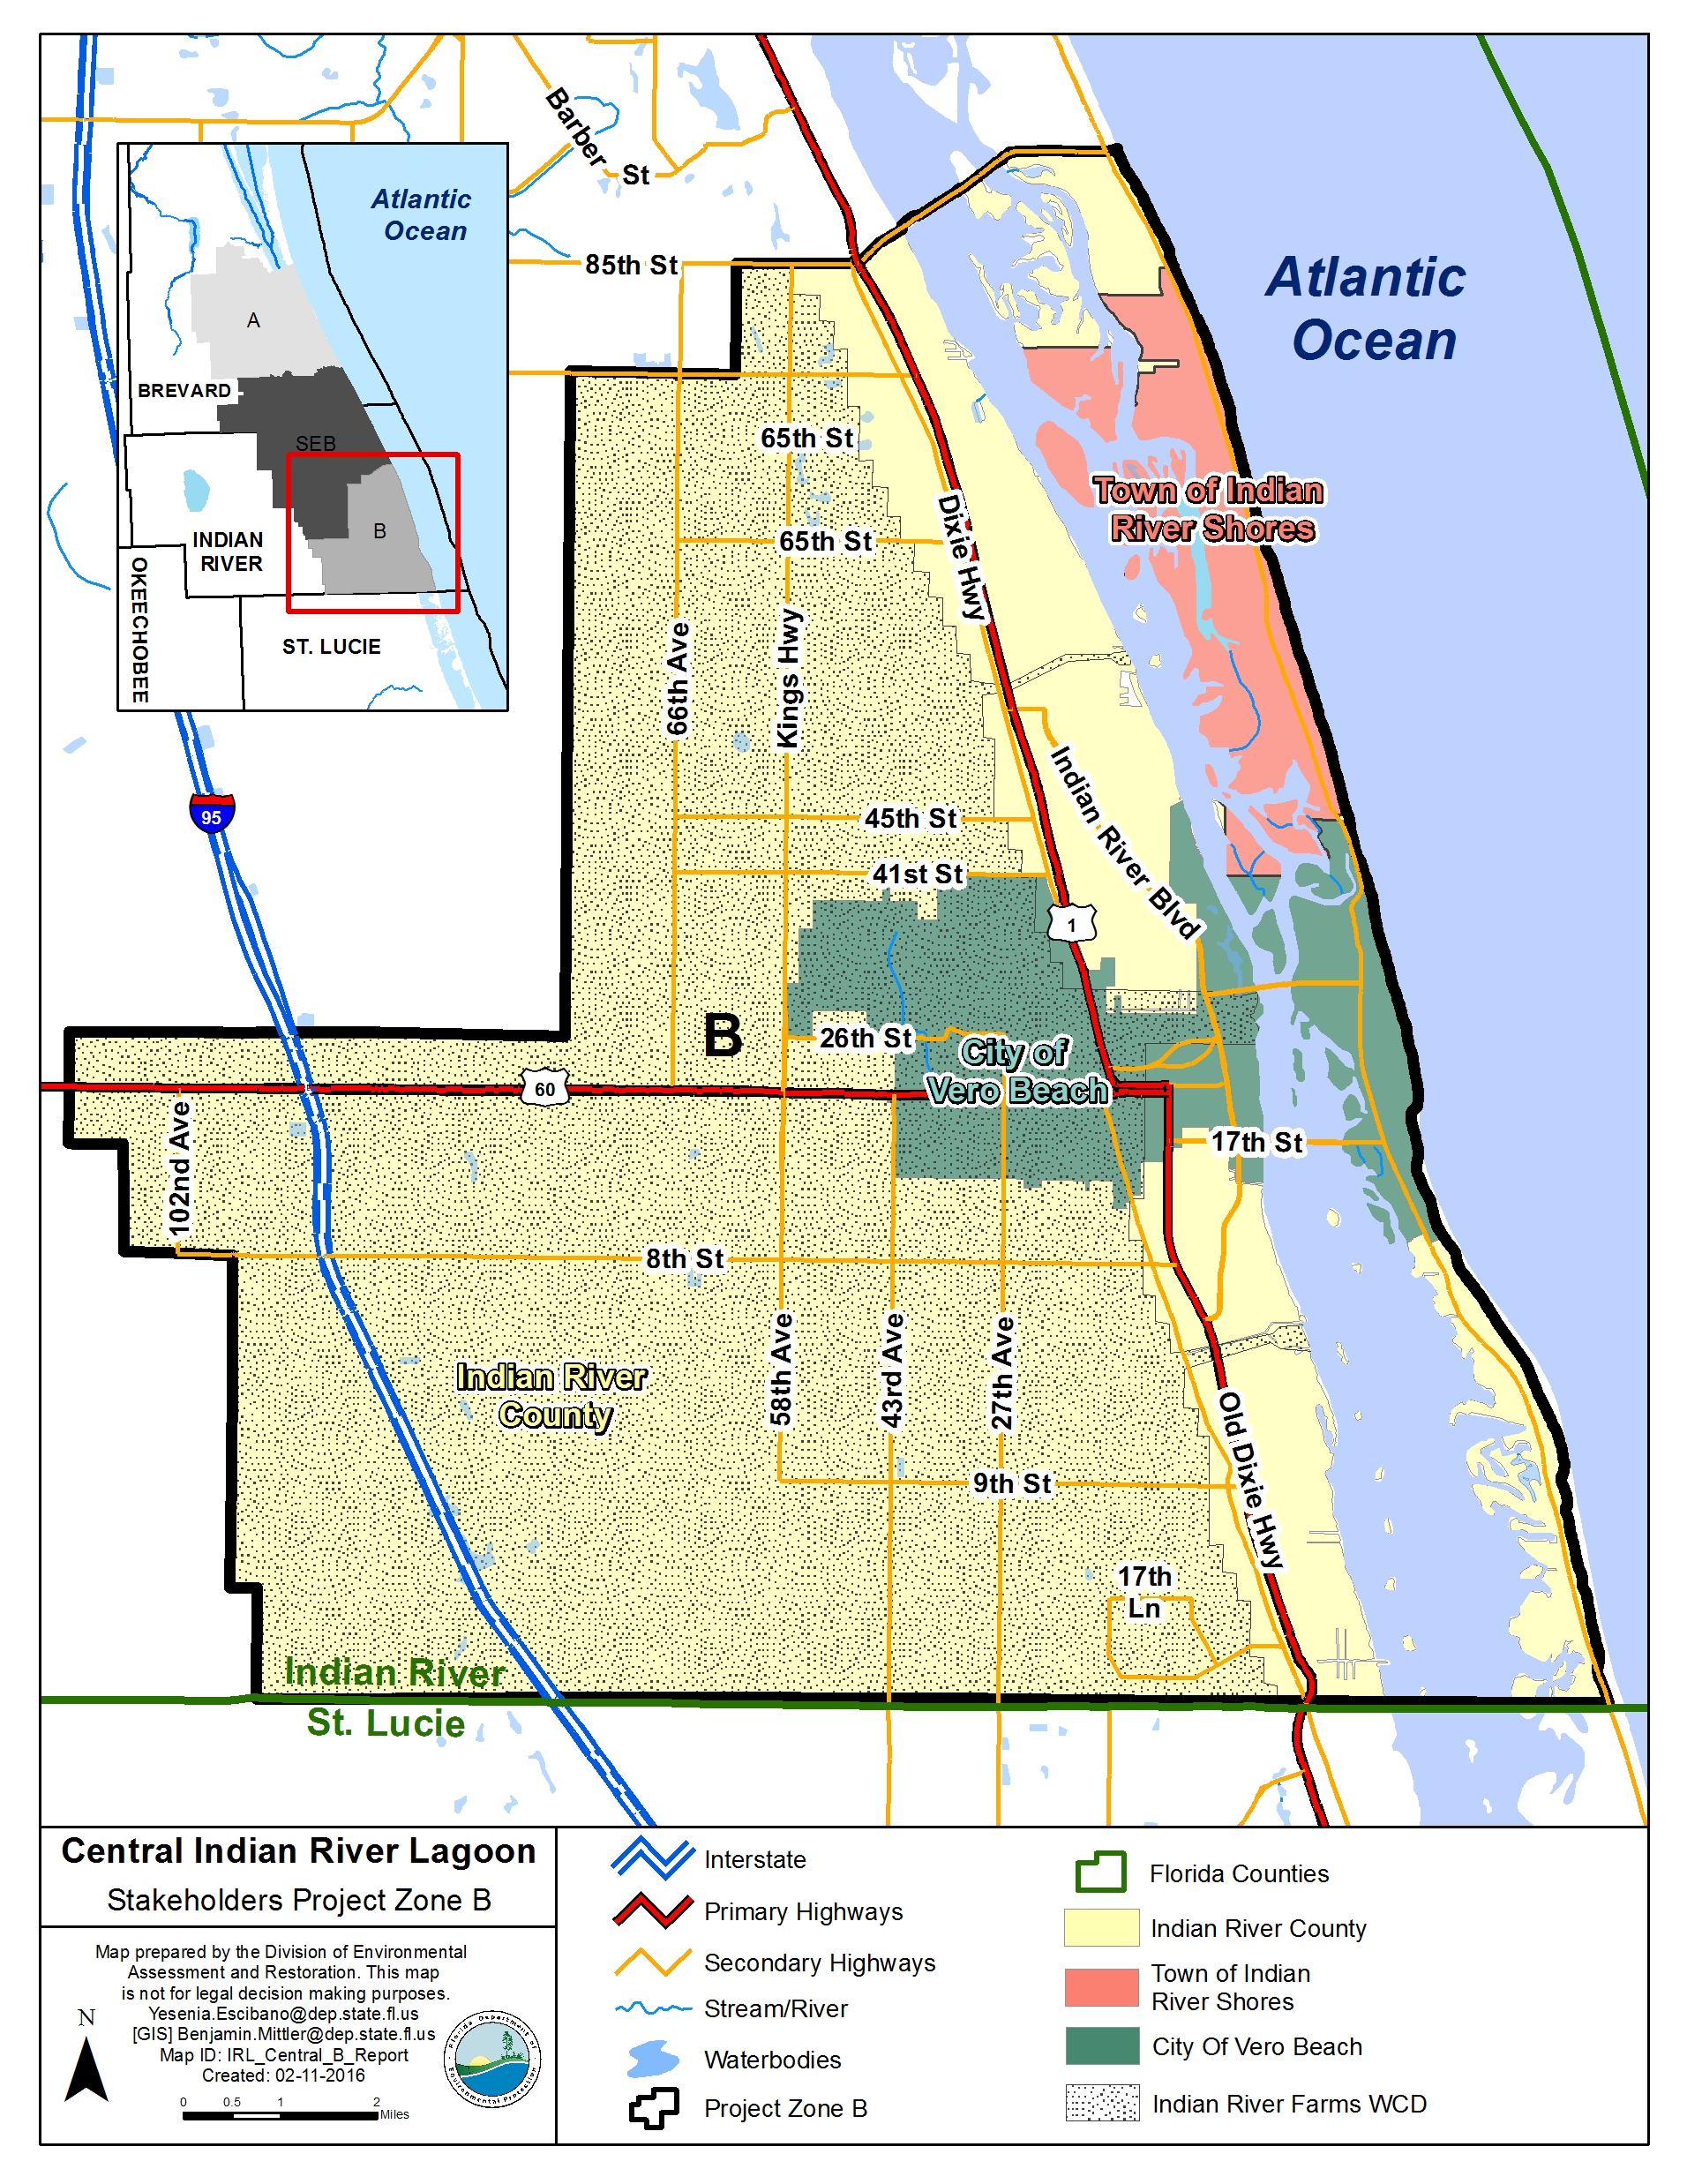 Barber
St
85th St
Atlantic
Ocean
A
BREVARD
SEB
B
INDIAN
RIVER
OKEECHOBEE
ST. LUCIE
Atlantic
Ocean
65th St
65th St
Dixie Hwy
Town of Indian
River Shores
66th Ave
Kings Hwy
Indian River Blvd
95
45th St
41st St
1
B
26th St
City of
Vero Beach
60
102nd Ave
17th St
8th St
58th Ave
43rd Ave
27th Ave
Indian River
County
Old Dixie Hwy
9th St
17th
Ln
Indian River
St. Lucie
Central Indian River Lagoon
Stakeholders Project Zone B
Map prepared by the Division of Environmental
Assessment and Restoration. This map
is not for legal decision making purposes.
Yesenia.Escibano@dep.state.fl.us
[GIS] Benjamin.Mittler@dep.state.fl.us
Map ID: IRL_Central_B_Report
Created: 02-11-2016
N
0 0.5 1 2
Miles
Florida Department of
Environmental Protection
Interstate
Primary Highways
Secondary Highways
Stream/River
Waterbodies
Project Zone B
Florida Counties
Indian River County
Town of Indian
River Shores
City Of Vero Beach
Indian River Farms WCD